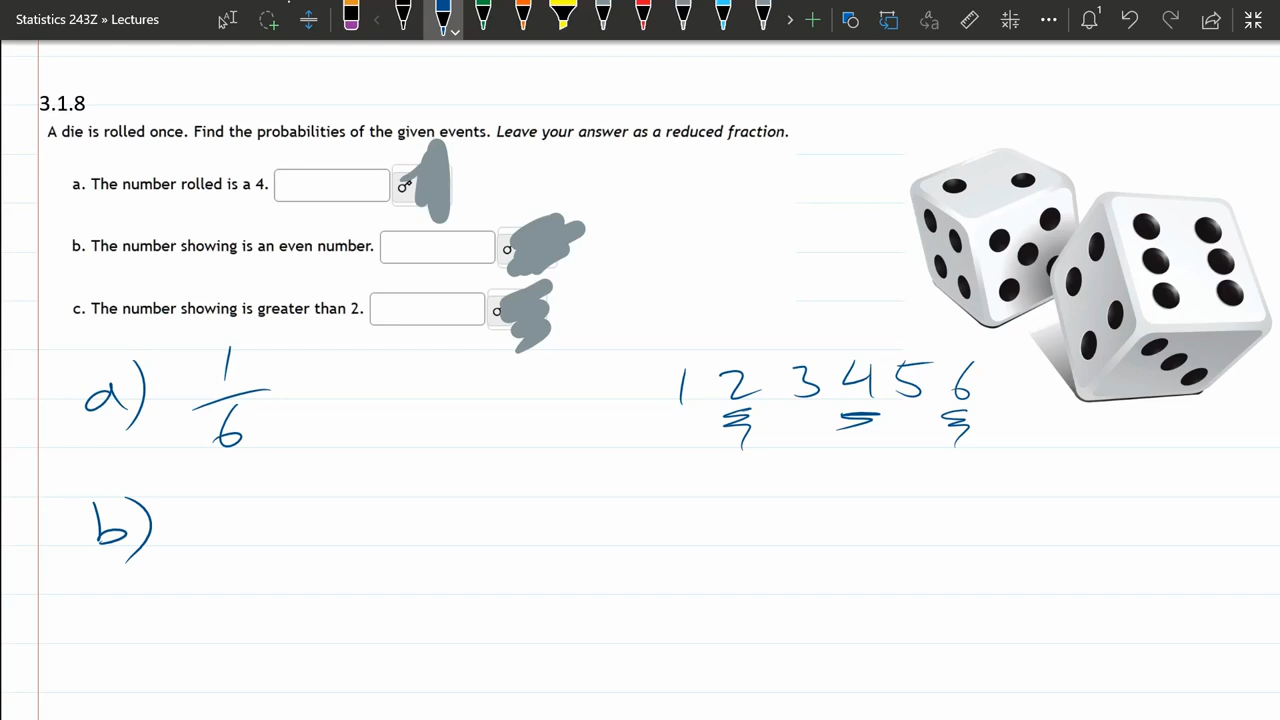 Statistics 243Z » Lectures
1
3.1.8
A die is rolled once. Find the probabilities of the given events. Leave your answer as a reduced fraction.
a. The number rolled is a 4.
b. The number showing is an even number.
c. The number showing is greater than 2.
a) 1/6
1 2 3 4 5 6
b)